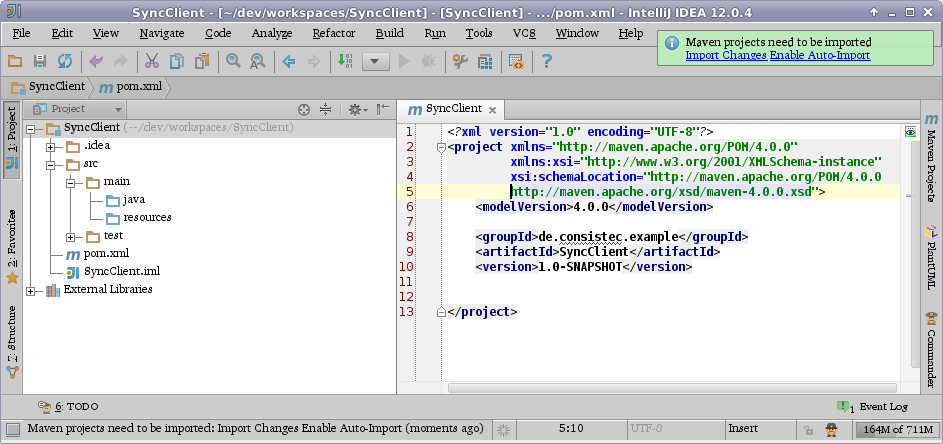 SyncClient - [~/dev/workspaces/SyncClient] - [SyncClient] - .../pom.xml - IntelliJ IDEA 12.0.4
File Edit View Navigate Code Analyze Refactor Build Run Tools VCS Window Help
Maven projects need to be imported
Import Changes Enable Auto-Import
SyncClient pom.xml
1: Project
2: Favorites
7: Structure
Project
SyncClient (~/dev/workspaces/SyncClient)
.idea
src
main
java
resources
test
pom.xml
SyncClient.iml
External Libraries
SyncClient
1 <?xml version="1.0" encoding="UTF-8"?>
2 <project xmlns="http://maven.apache.org/POM/4.0.0"
3 xmlns:xsi="http://www.w3.org/2001/XMLSchema-instance"
4 xsi:schemaLocation="http://maven.apache.org/POM/4.0.0
5 http://maven.apache.org/xsd/maven-4.0.0.xsd">
6 <modelVersion>4.0.0</modelVersion>
7
8 <groupId>de.consistec.example</groupId>
9 <artifactId>SyncClient</artifactId>
10 <version>1.0-SNAPSHOT</version>
11
12
13 </project>
Maven Projects
PlantUML
Commander
6: TODO
1 Event Log
Maven projects need to be imported: Import Changes Enable Auto-Import (moments ago) 5:10 UTF-8 Insert 164M of 711M